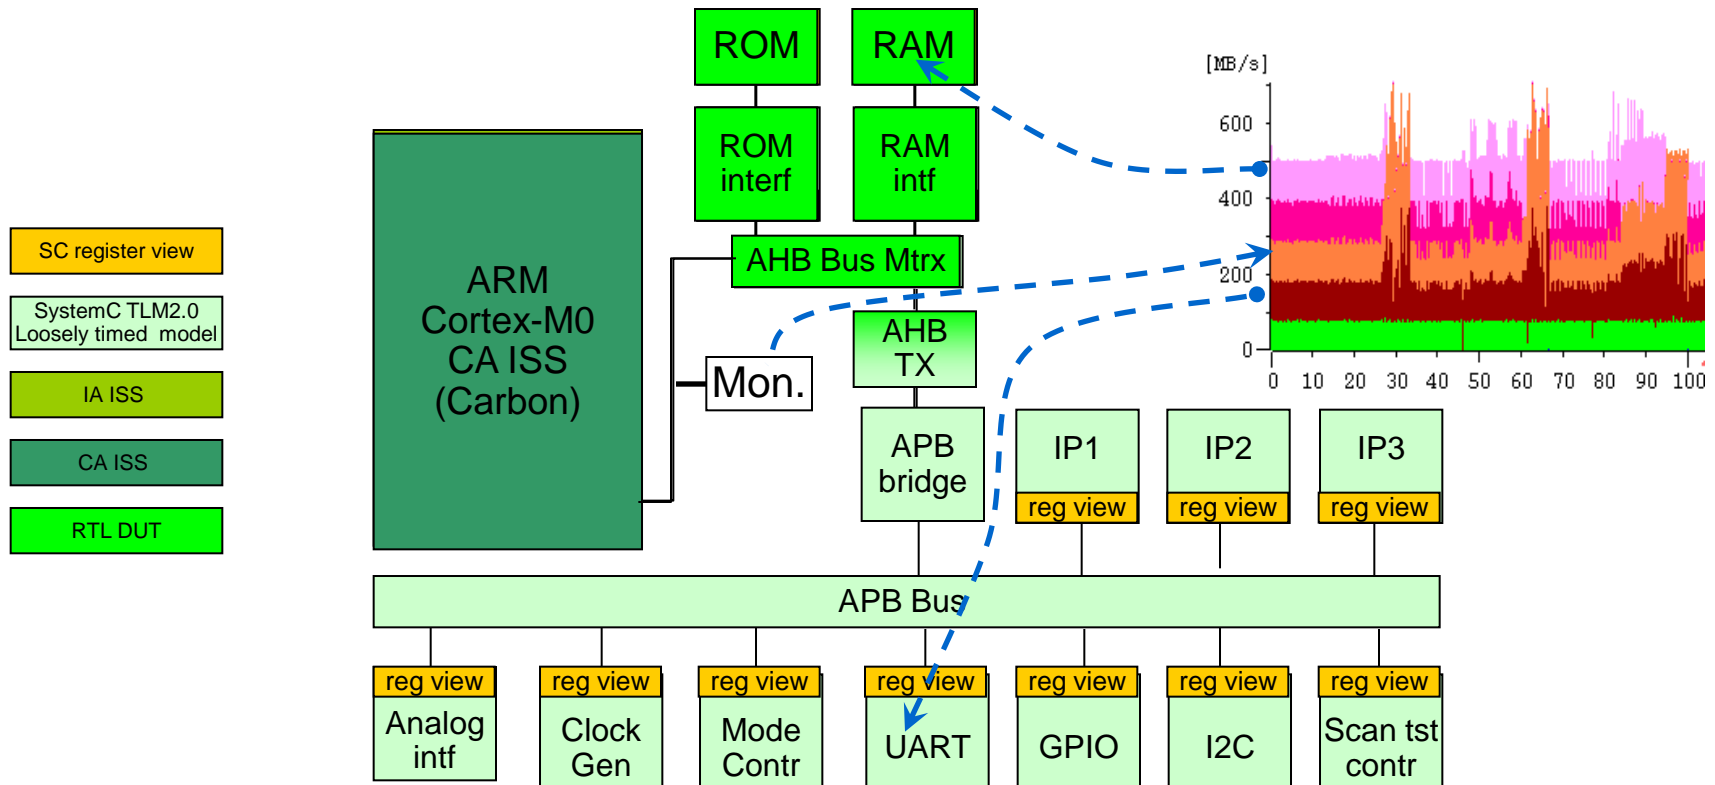 ROM
RAM
[MB/s]
ROM
interf
RAM
intf
600
400
200
0
0 10 20 30 40 50 60 70 80 90 100
SC register view
SystemC TLM2.0
Loosely timed model
IA ISS
CA ISS
RTL DUT
ARM
Cortex-M0
CA ISS
(Carbon)
AHB Bus Mtrx
AHB
TX
Mon.
APB
bridge
IP1
reg view
IP2
reg view
IP3
reg view
APB Bus
reg view
Analog
intf
reg view
Clock
Gen
reg view
Mode
Contr
reg view
UART
reg view
GPIO
reg view
I2C
reg view
Scan tst
contr